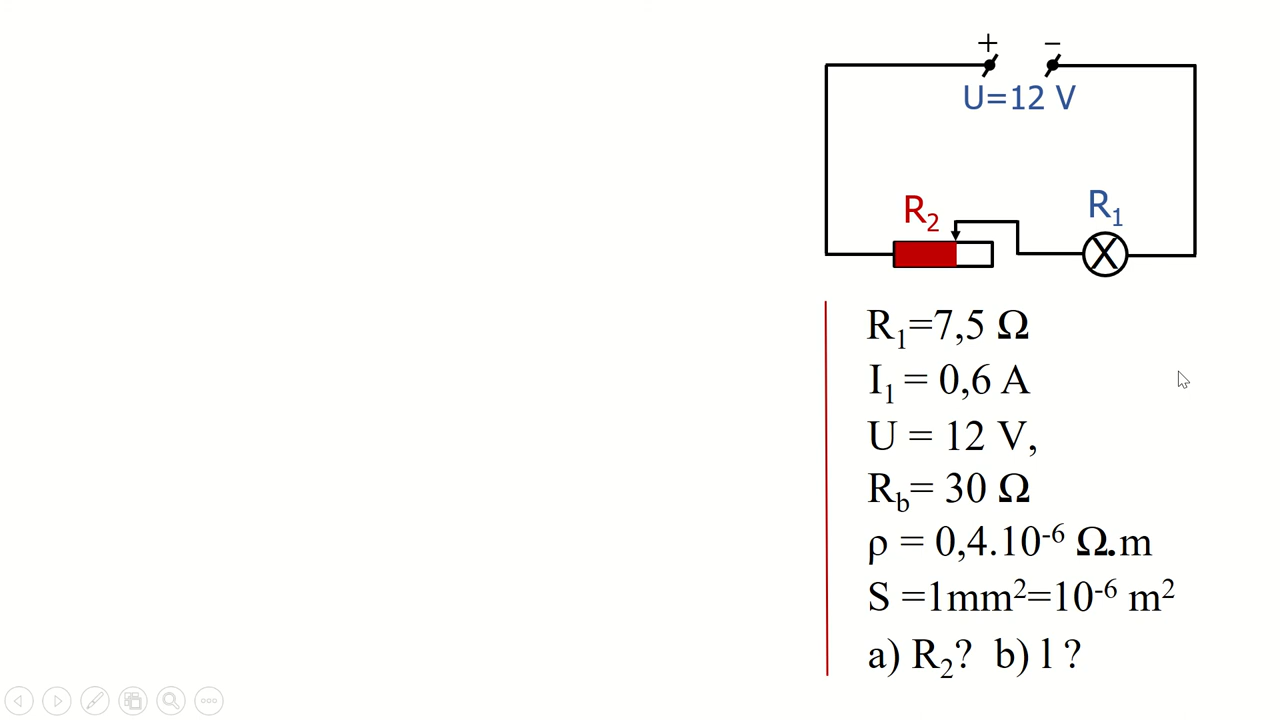 + −
U=12 V
R₂
R₁
R₁=7,5 Ω
I₁ = 0,6 A
U = 12 V,
R_b= 30 Ω
ρ = 0,4.10⁻⁶ Ω.m
S =1mm²=10⁻⁶ m²
a) R₂? b) l ?